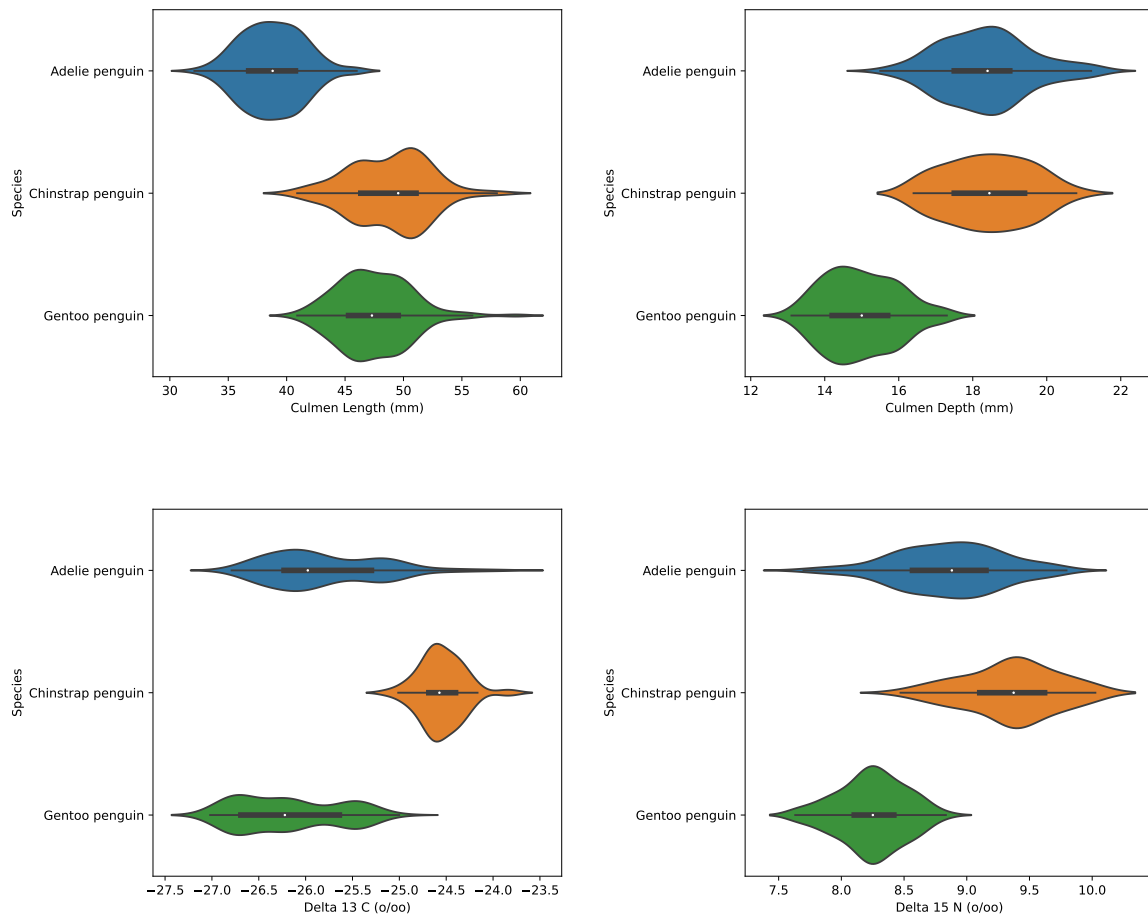 Adelie penguin
Chinstrap penguin
Gentoo penguin
Species
30 35 40 45 50 55 60
Culmen Length (mm)
Adelie penguin
Chinstrap penguin
Gentoo penguin
Species
12 14 16 18 20 22
Culmen Depth (mm)
Adelie penguin
Chinstrap penguin
Gentoo penguin
Species
−27.5 −27.0 −26.5 −26.0 −25.5 −25.0 −24.5 −24.0 −23.5
Delta 13 C (o/oo)
Adelie penguin
Chinstrap penguin
Gentoo penguin
Species
7.5 8.0 8.5 9.0 9.5 10.0
Delta 15 N (o/oo)